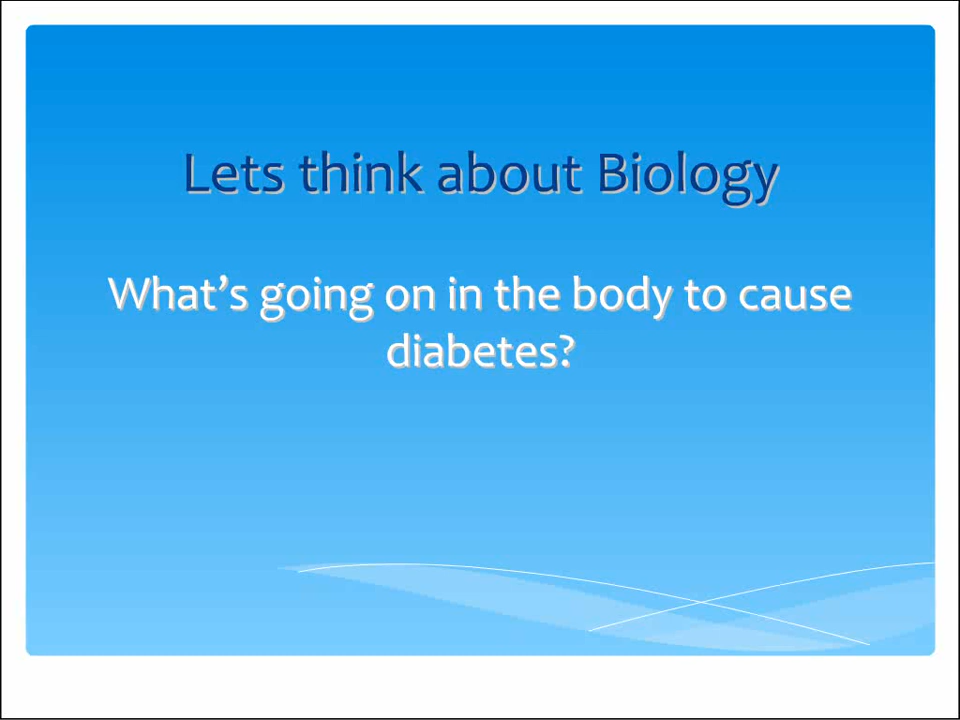 Lets think about Biology
What’s going on in the body to cause
diabetes?